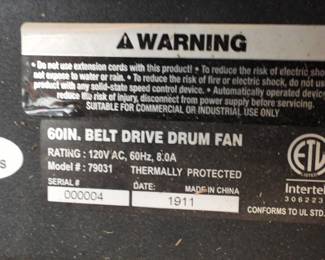 WARNING
• Do not use extension cords with this product! • To reduce the risk of electric shock
not expose to water or rain. • To reduce the risk of fire or electric shock, do not
product with any solid-state speed control device. • Automatically operated device
risk of injury, disconnect from power supply before servicing.
SUITABLE FOR COMMERCIAL OR INDUSTRIAL USE ONLY
60IN. BELT DRIVE DRUM FAN
RATING: 120V AC, 60Hz, 8.0A
Model #: 79031 THERMALLY PROTECTED
SERIAL # DATE: MADE IN CHINA
000004 1911
ETL
Intertek
CONFORMS TO UL STD.